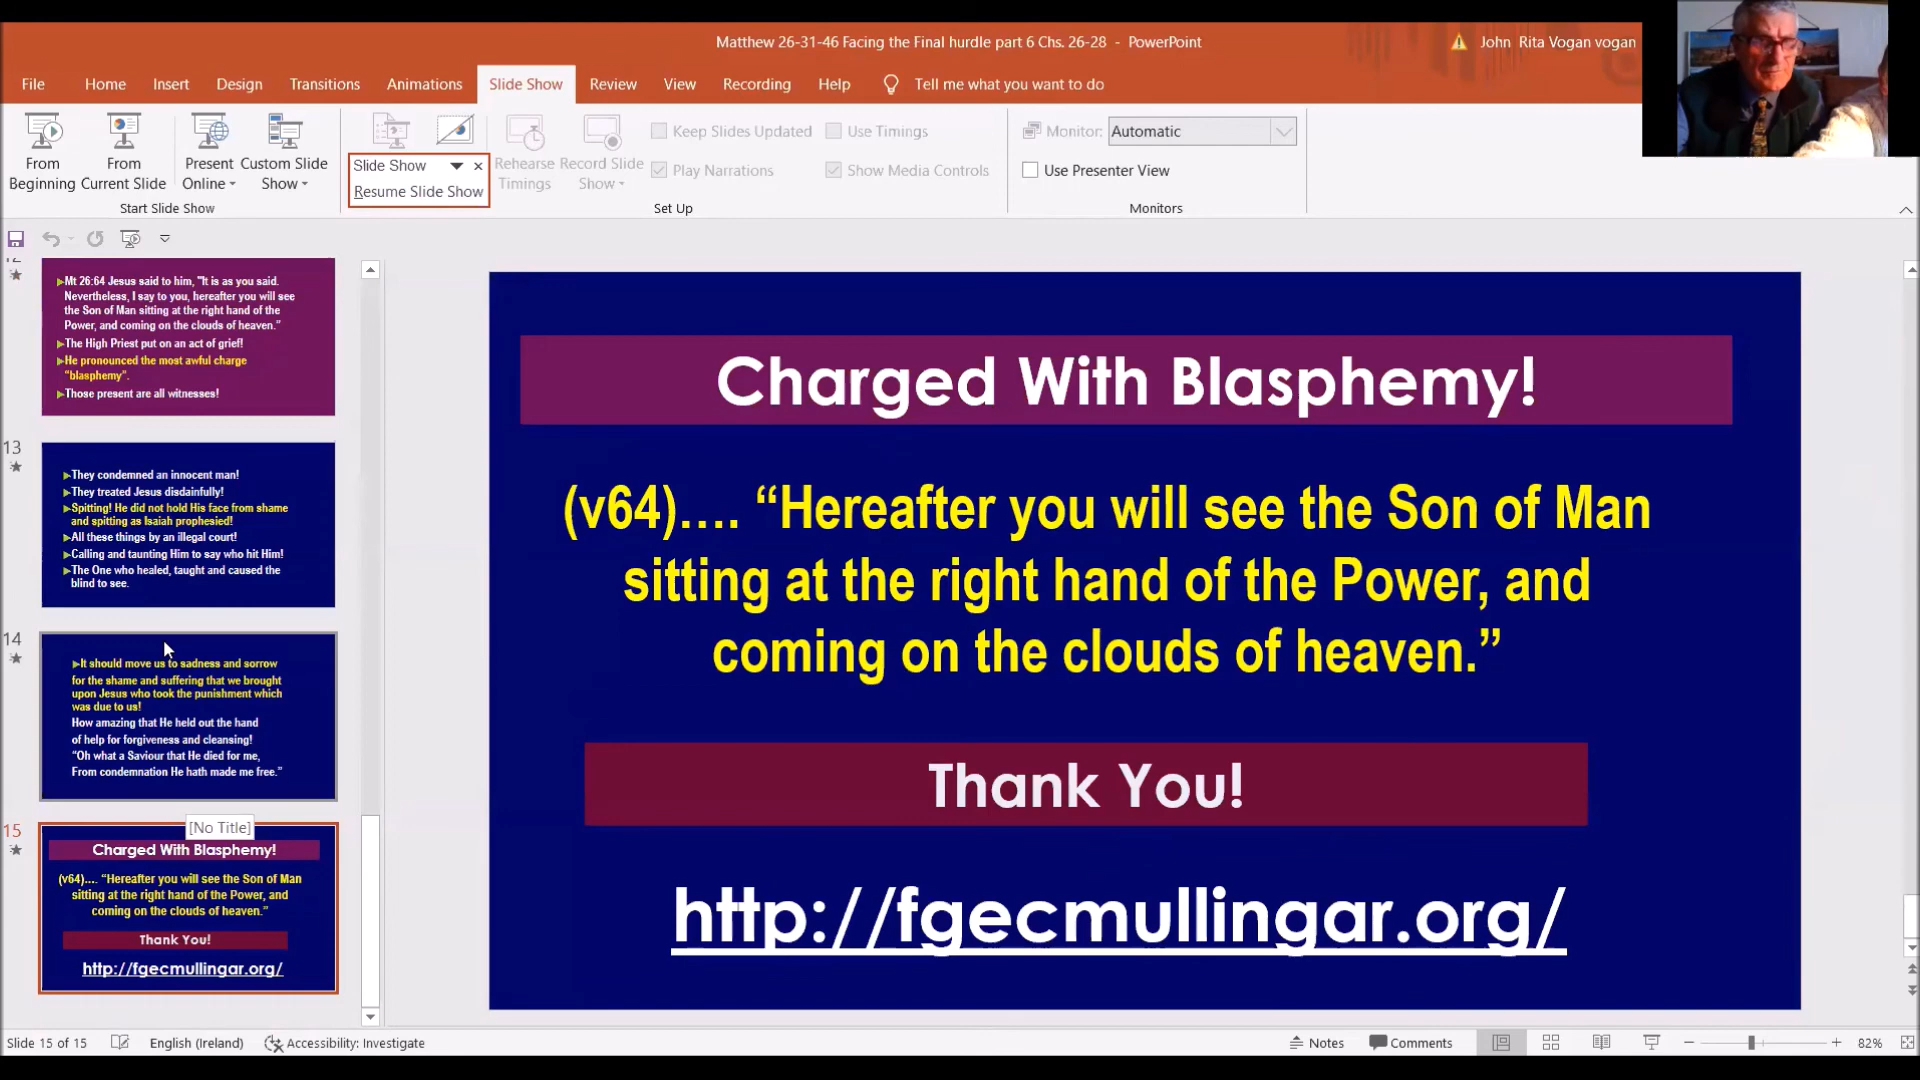 Matthew 26-31-46 Facing the Final hurdle part 6 Chs. 26-28 - PowerPoint
John Rita Vogan vogan
File Home Insert Design Transitions Animations Slide Show Review View Recording Help Tell me what you want to do
From Beginning
From Current Slide
Present Online
Custom Slide Show
Start Slide Show
Slide Show
Resume Slide Show
Rehearse Timings
Record Slide Show
Keep Slides Updated
Play Narrations
Use Timings
Show Media Controls
Set Up
Monitor: Automatic
Use Presenter View
Monitors
Mt 26:64 Jesus said to him, "It is as you said.
Nevertheless, I say to you, hereafter you will see
the Son of Man sitting at the right hand of the
Power, and coming on the clouds of heaven."
The High Priest put on an act of grief!
He pronounced the most awful charge
"blasphemy".
Those present are all witnesses!
13
They condemned an innocent man!
They treated Jesus disdainfully!
Spitting! He did not hold His face from shame
and spitting as Isaiah prophesied!
All these things by an illegal court!
Calling and taunting Him to say who hit Him!
The One who healed, taught and caused the
blind to see.
14
It should move us to sadness and sorrow
for the shame and suffering that we brought
upon Jesus who took the punishment which
was due to us!
How amazing that He held out the hand
of help for forgiveness and cleansing!
“Oh what a Saviour that He died for me,
From condemnation He hath made me free.”
[No Title]
15
Charged With Blasphemy!
(v64)…. “Hereafter you will see the Son of Man
sitting at the right hand of the Power, and
coming on the clouds of heaven.”
Thank You!
http://fgecmullingar.org/
Charged With Blasphemy!
(v64)…. “Hereafter you will see the Son of Man
sitting at the right hand of the Power, and
coming on the clouds of heaven.”
Thank You!
http://fgecmullingar.org/
Slide 15 of 15 English (Ireland) Accessibility: Investigate Notes Comments 82%